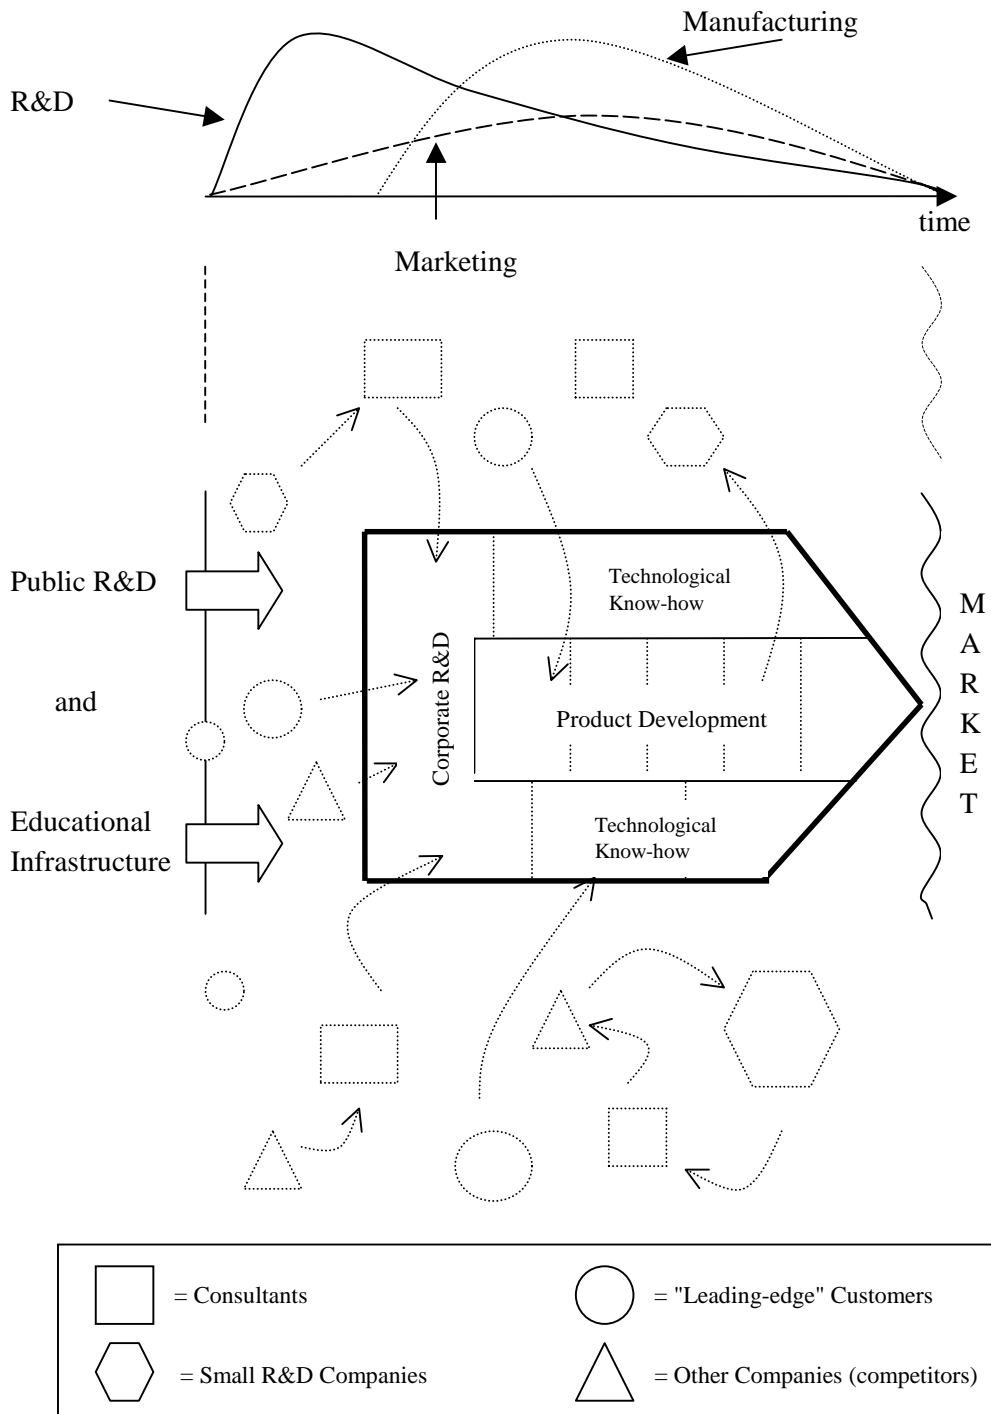 Manufacturing
R&D
time
Marketing
Public R&D
and
Educational
Infrastructure
Technological
Know-how
Corporate R&D
Product Development
Technological
Know-how
MARKET
= Consultants
= "Leading-edge" Customers
= Small R&D Companies
= Other Companies (competitors)